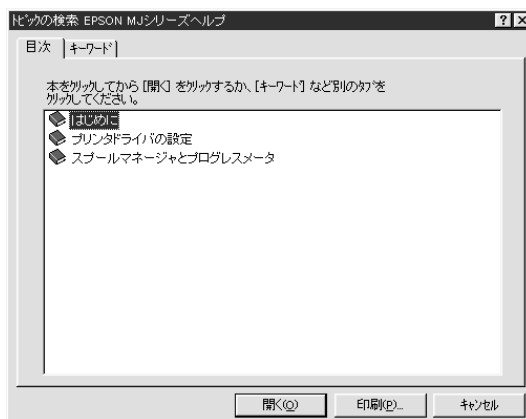 ﾄﾋﾟｯｸの検索 EPSON MJシリーズヘルプ
目次
ｷｰﾜｰﾄﾞ
本をｸﾘｯｸしてから [開く] をｸﾘｯｸするか、[ｷｰﾜｰﾄﾞ] など別のﾀﾌﾞを
ｸﾘｯｸしてください。
はじめに
プリンタドライバの設定
スプールマネージャとプログレスメータ
開く(O)
印刷(P)...
ｷｬﾝｾﾙ